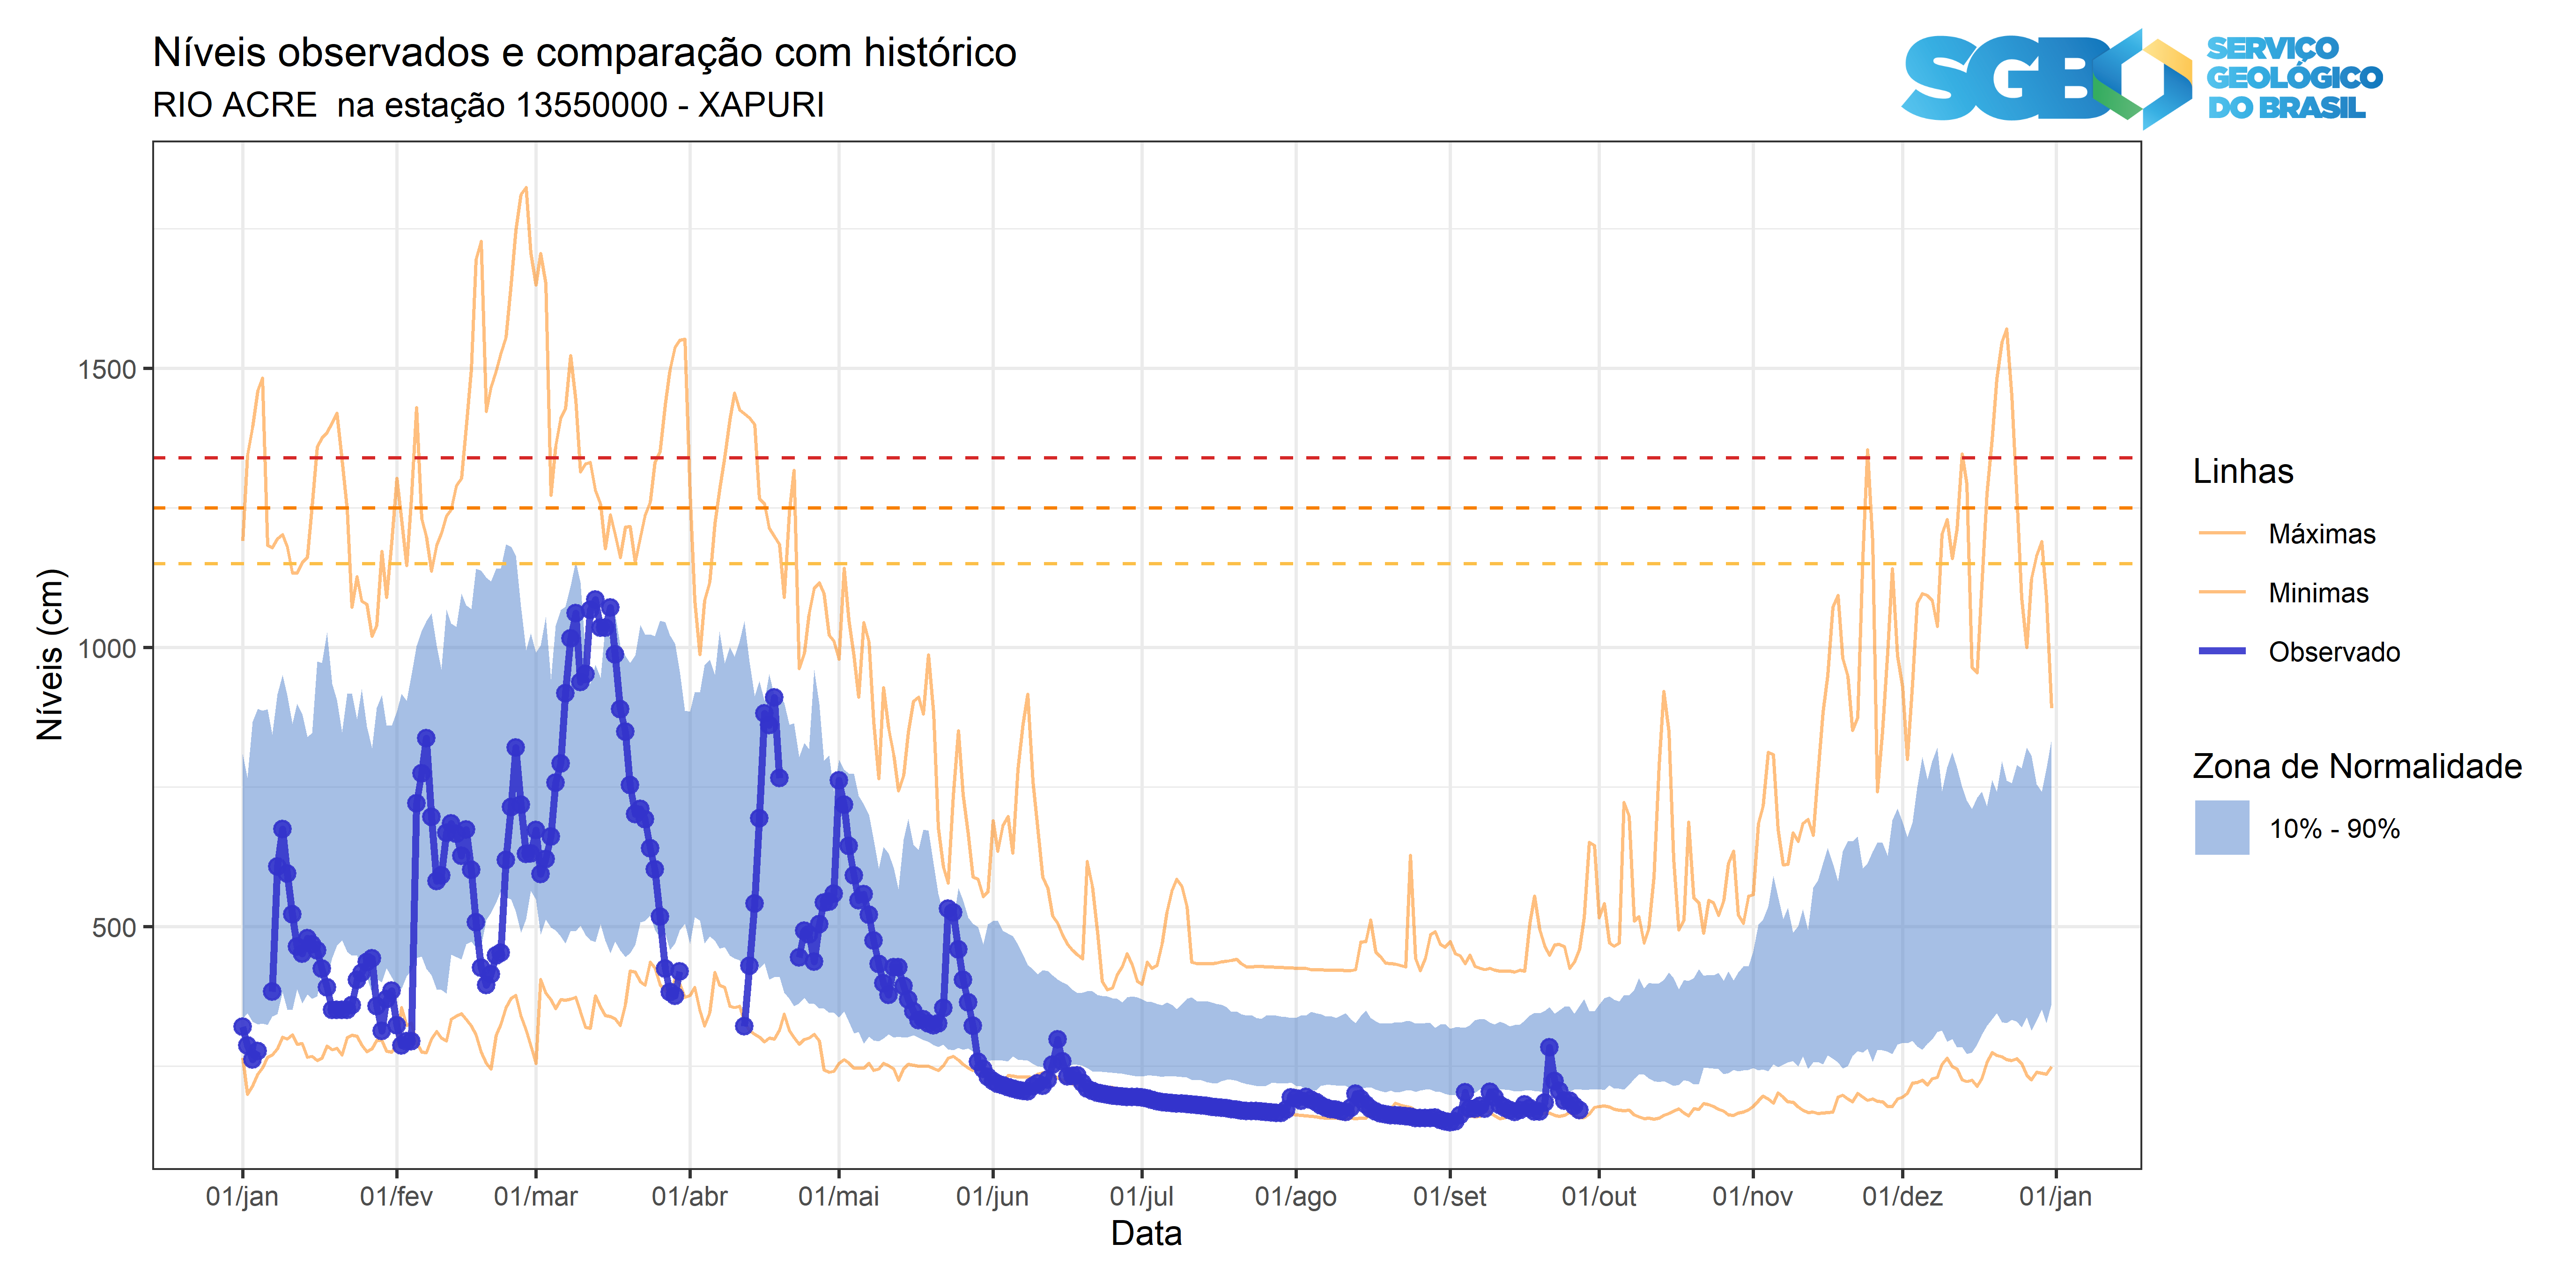 Níveis observados e comparação com histórico
RIO ACRE  na estação 13550000 - XAPURI
SGB
SERVIÇO
GEOLÓGICO
DO BRASIL
Níveis (cm)
1500
1000
500
01/jan 01/fev 01/mar 01/abr 01/mai 01/jun 01/jul 01/ago 01/set 01/out 01/nov 01/dez 01/jan
Data
Linhas
Máximas
Minimas
Observado
Zona de Normalidade
10% - 90%